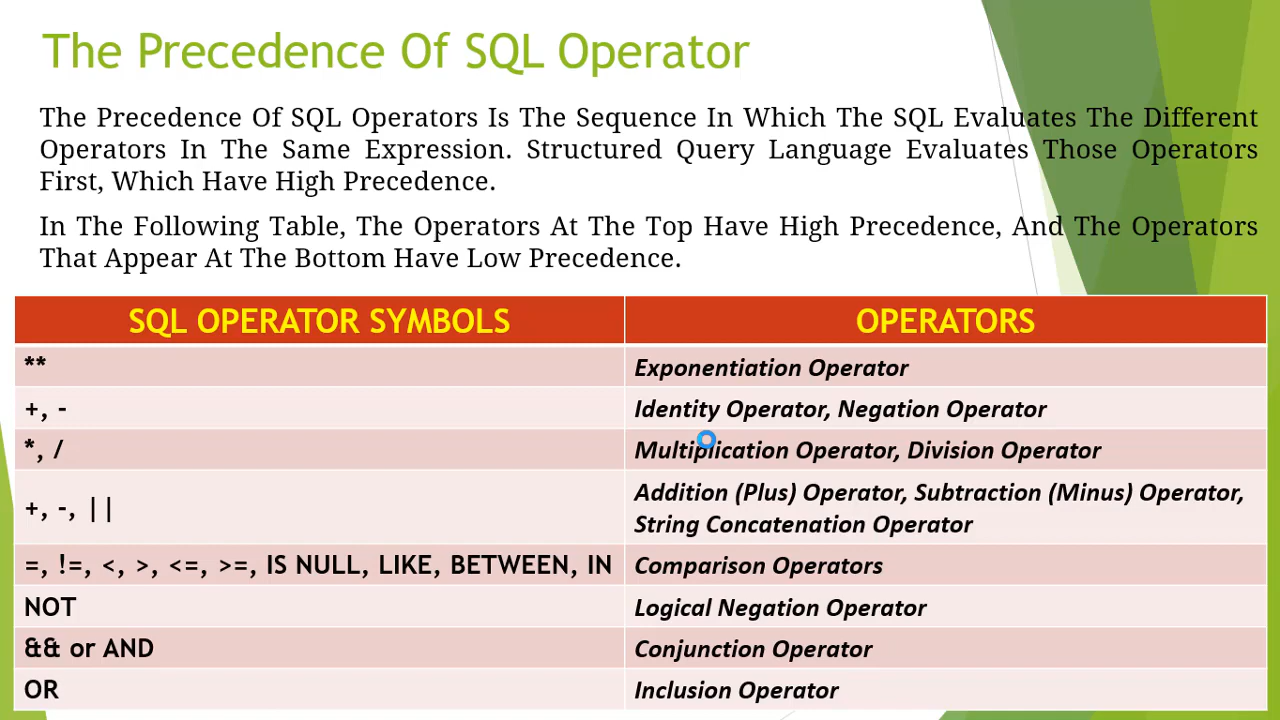 The Precedence Of SQL Operator
The Precedence Of SQL Operators Is The Sequence In Which The SQL Evaluates The Different
Operators In The Same Expression. Structured Query Language Evaluates Those Operators
First, Which Have High Precedence.
In The Following Table, The Operators At The Top Have High Precedence, And The Operators
That Appear At The Bottom Have Low Precedence.
SQL OPERATOR SYMBOLS OPERATORS
** Exponentiation Operator
+, - Identity Operator, Negation Operator
*, / Multiplication Operator, Division Operator
+, -, || Addition (Plus) Operator, Subtraction (Minus) Operator,
String Concatenation Operator
=, !=, <, >, <=, >=, IS NULL, LIKE, BETWEEN, IN Comparison Operators
NOT Logical Negation Operator
&& or AND Conjunction Operator
OR Inclusion Operator